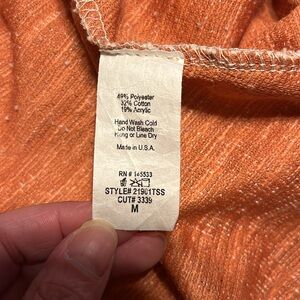 49% Polyester
32% Cotton
19% Acrylic
Hand Wash Cold
Do Not Bleach
Hang or Line Dry
Made in U.S.A.
RN # 145533
STYLE# 21901TSS
CUT# 3339
M